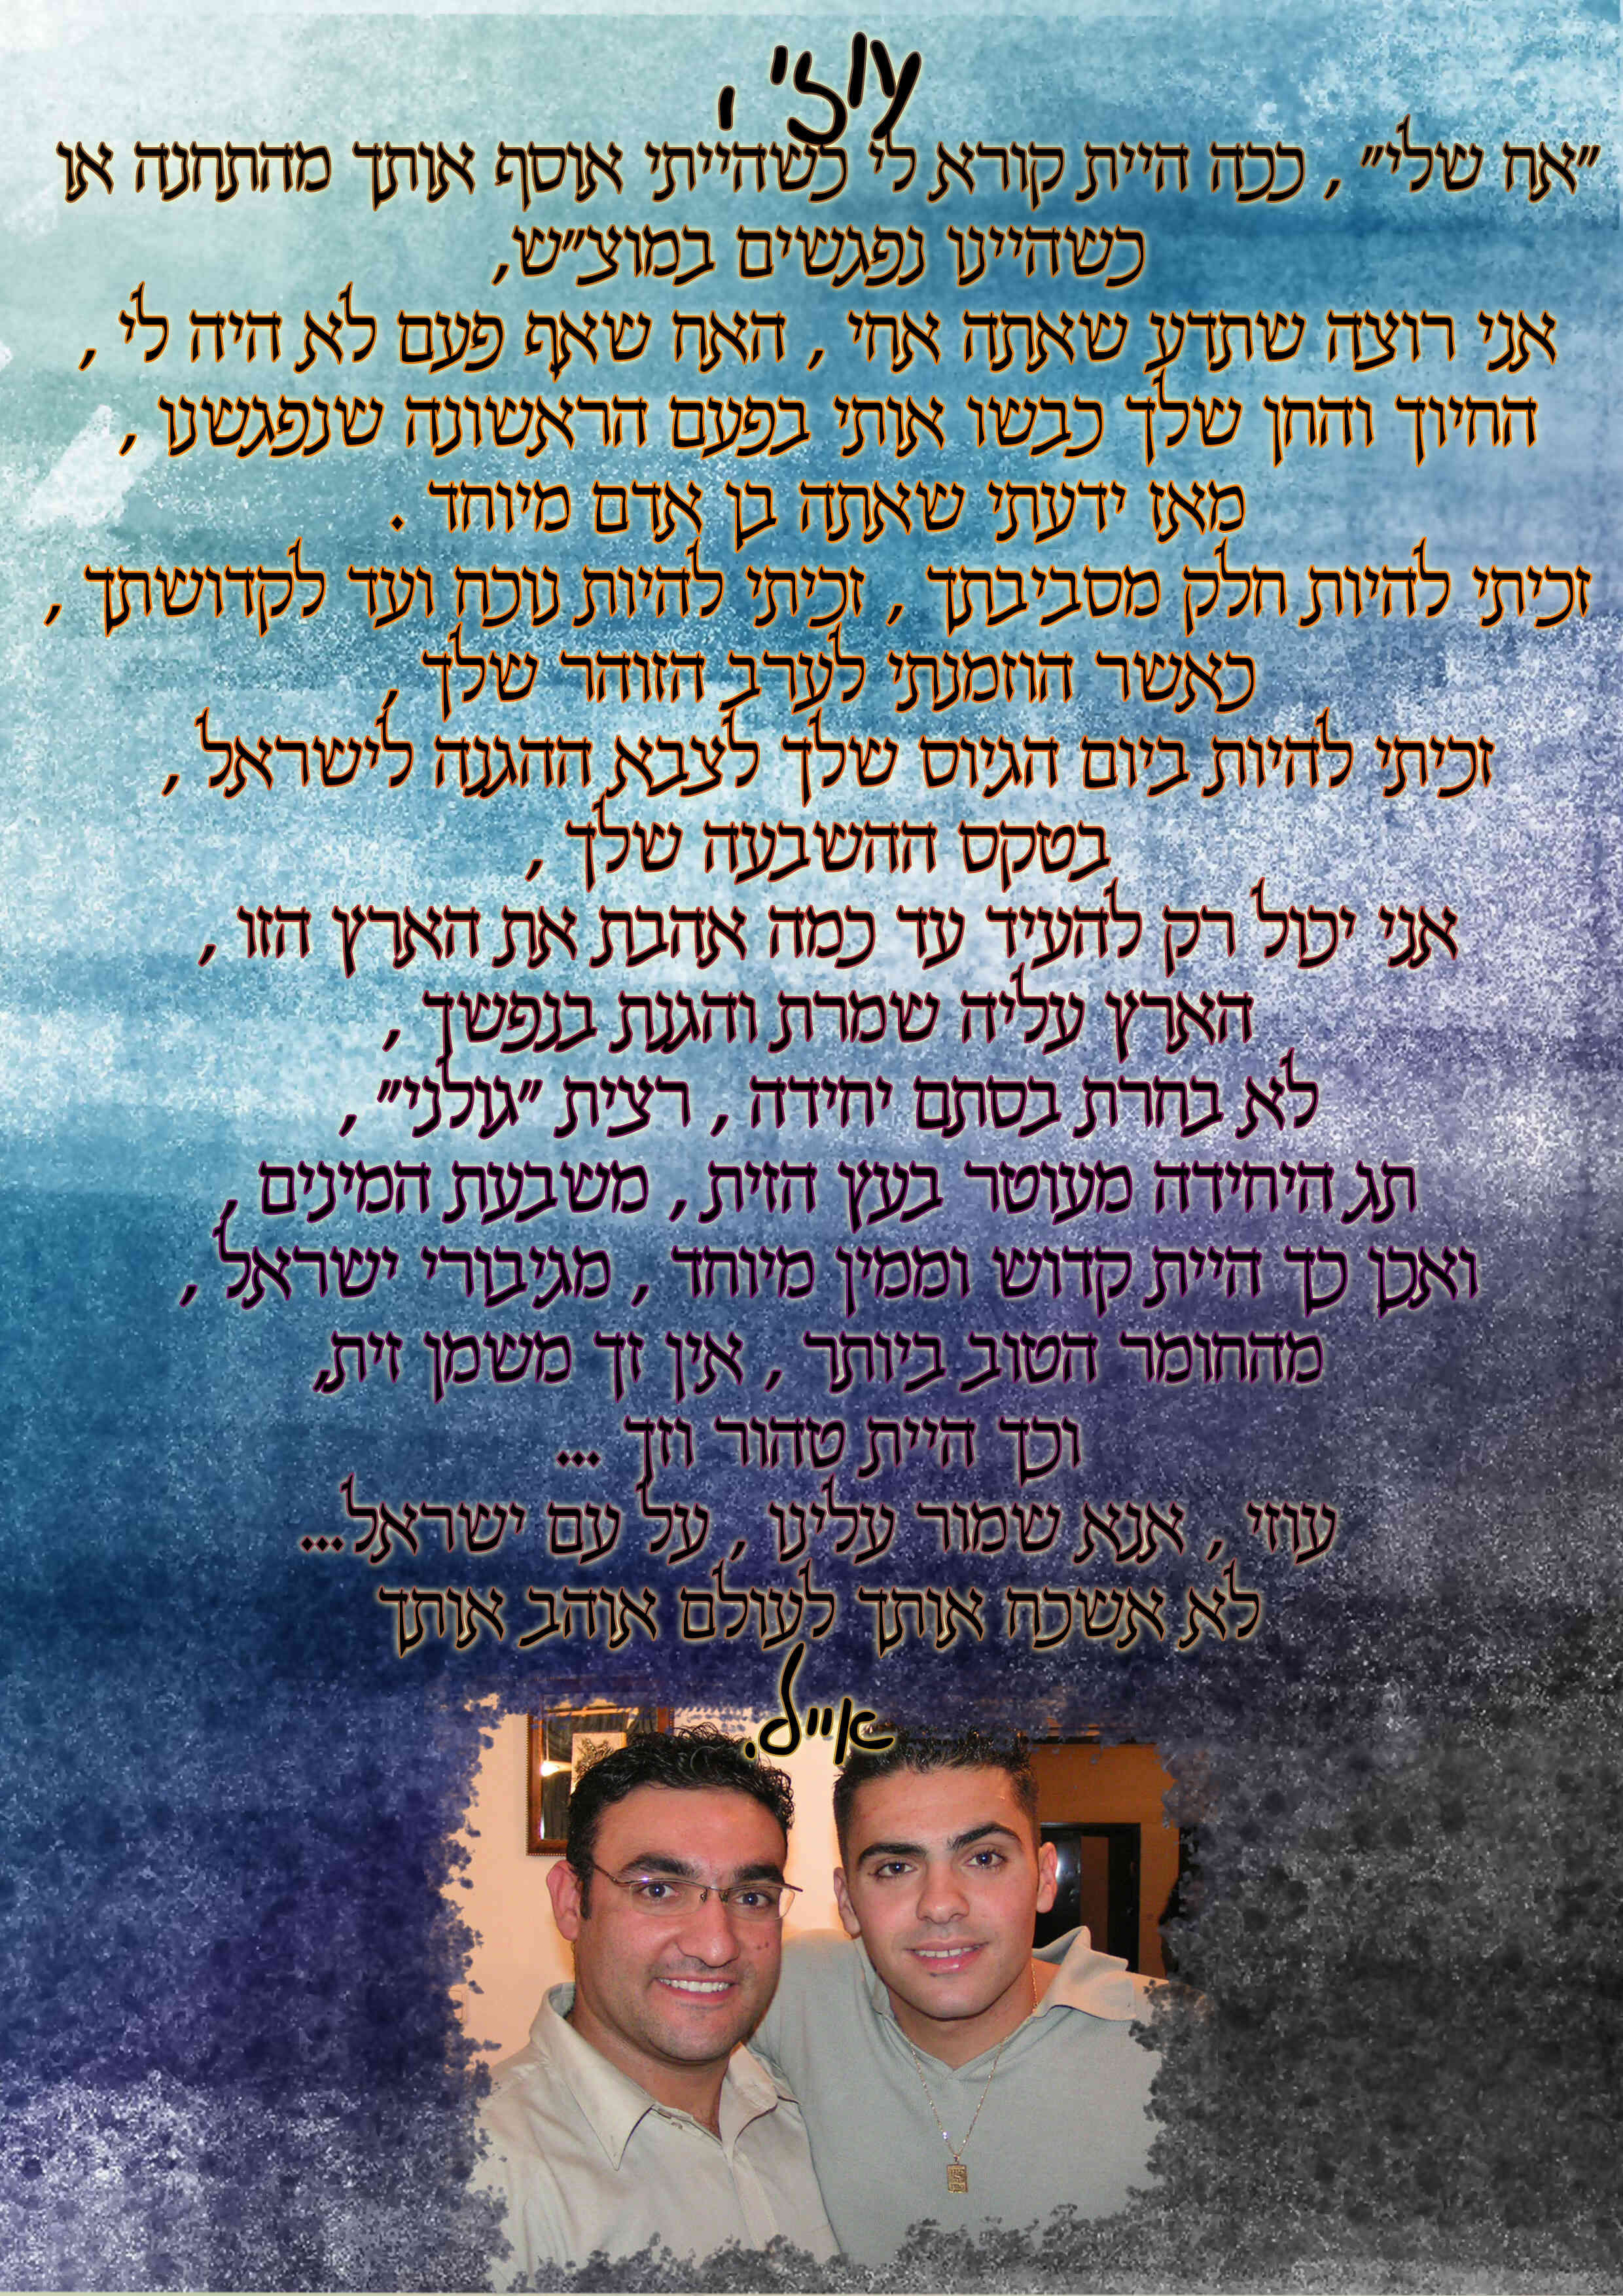 עוזי ,
"אח שלי" , ככה היית קורא לי כשהייתי אוסף אותך מהתחנה או
כשהיינו נפגשים במוצ"ש,
אני רוצה שתדע שאתה אחי , האח שאף פעם לא היה לי ,
החיוך והחן שלך כבשו אותי בפעם הראשונה שנפגשנו ,
מאז ידעתי שאתה בן אדם מיוחד .
זכיתי להיות חלק מסביבתך , זכיתי להיות נוכח ועד לקדושתך ,
כאשר הוזמנתי לערב הזוהר שלך ,
זכיתי להיות ביום הגיוס שלך לצבא ההגנה לישראל ,
בטקס ההשבעה שלך ,
אני יכול רק להעיד עד כמה אהבת את הארץ הזו ,
הארץ עליה שמרת והגנת בנפשך ,
לא בחרת בסתם יחידה , רצית "גולני" ,
תג היחידה מעוטר בעץ הזית , משבעת המינים ,
ואכן כך היית קדוש וממין מיוחד , מגיבורי ישראל ,
מהחומר הטוב ביותר , אין זך משמן זית,
וכך היית טהור וזך ...
עוזי , אנא שמור עלינו , על עם ישראל...
לא אשכח אותך לעולם אוהב אותך
אייל.